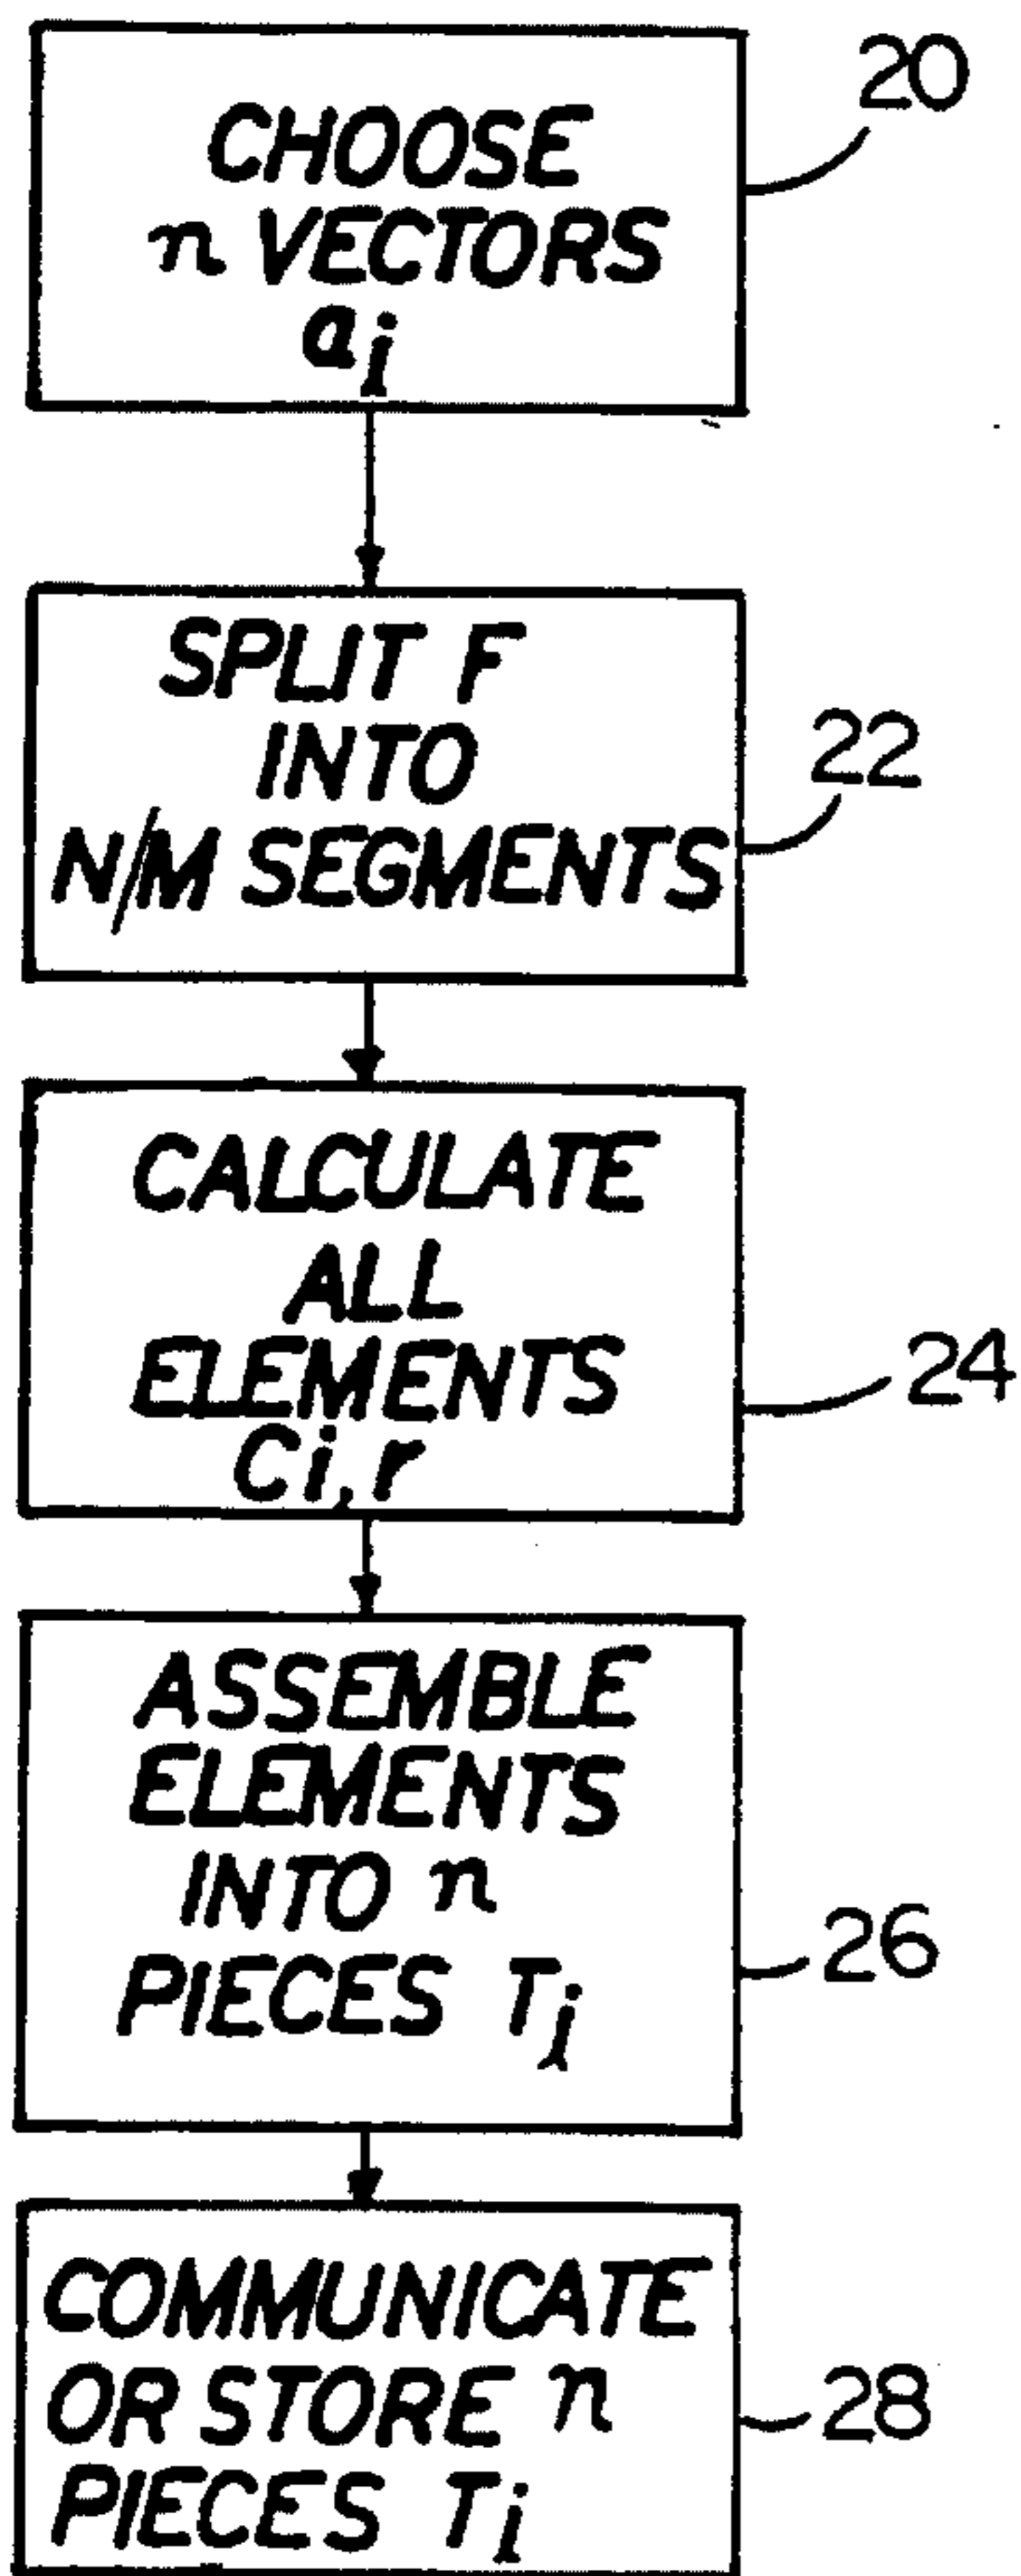 CHOOSE
n VECTORS
ai
20
SPLIT F
INTO
N/M SEGMENTS
22
CALCULATE
ALL
ELEMENTS
Ci,r
24
ASSEMBLE
ELEMENTS
INTO n
PIECES Ti
26
COMMUNICATE
OR STORE n
PIECES Ti
28